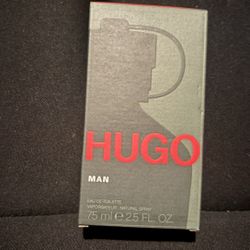 HUGO
MAN
EAU DE TOILETTE
VAPORISATEUR NATURAL SPRAY
75 ml ℮ 2.5 FL. OZ.